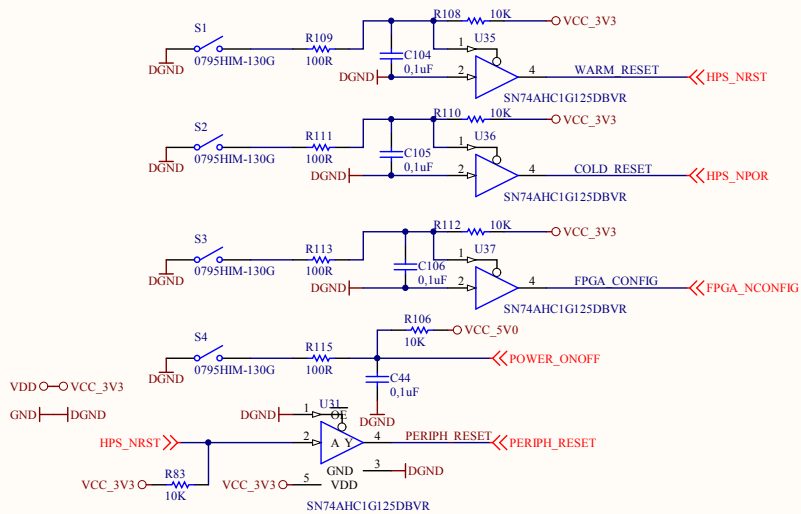 R108 10K
VCC_3V3
S1
R109
U35
DGND
0795HIM-130G
100R
C104
0,1uF
DGND
1
2
4
WARM_RESET
HPS_NRST
SN74AHC1G125DBVR
R110 10K
VCC_3V3
S2
R111
U36
DGND
0795HIM-130G
100R
C105
0,1uF
DGND
1
2
4
COLD_RESET
HPS_NPOR
SN74AHC1G125DBVR
R112 10K
VCC_3V3
S3
R113
U37
DGND
0795HIM-130G
100R
C106
0,1uF
DGND
1
2
4
FPGA_CONFIG
FPGA_NCONFIG
SN74AHC1G125DBVR
R106
10K
VCC_5V0
S4
R115
DGND
0795HIM-130G
100R
POWER_ONOFF
C44
0,1uF
DGND
VDD VCC_3V3
GND DGND
U31
DGND 1 OE
HPS_NRST 2 A Y 4 PERIPH_RESET PERIPH_RESET
GND 3 DGND
R83
VCC_3V3 10K
VCC_3V3 5 VDD
SN74AHC1G125DBVR